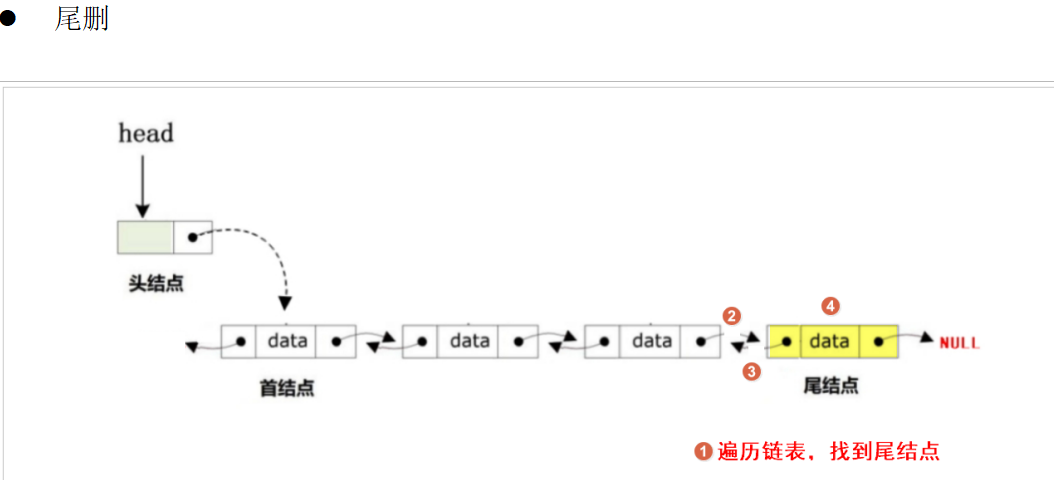 ● 尾删
head
头结点
data data data data NULL
② ③ ④
首结点 尾结点
① 遍历链表，找到尾结点